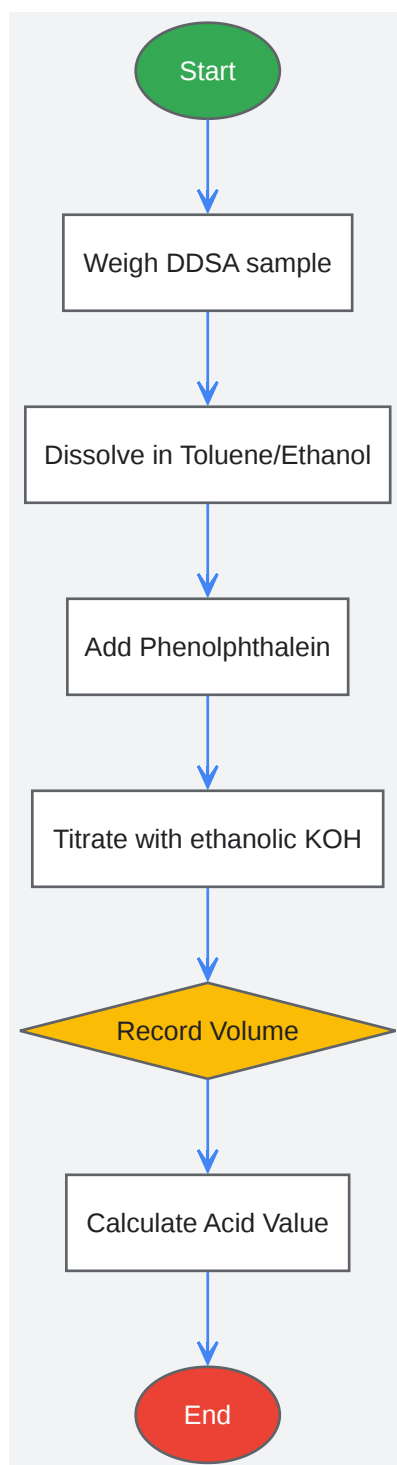 Start
Weigh DDSA sample
Dissolve in Toluene/Ethanol
Add Phenolphthalein
Titrate with ethanolic KOH
Record Volume
Calculate Acid Value
End